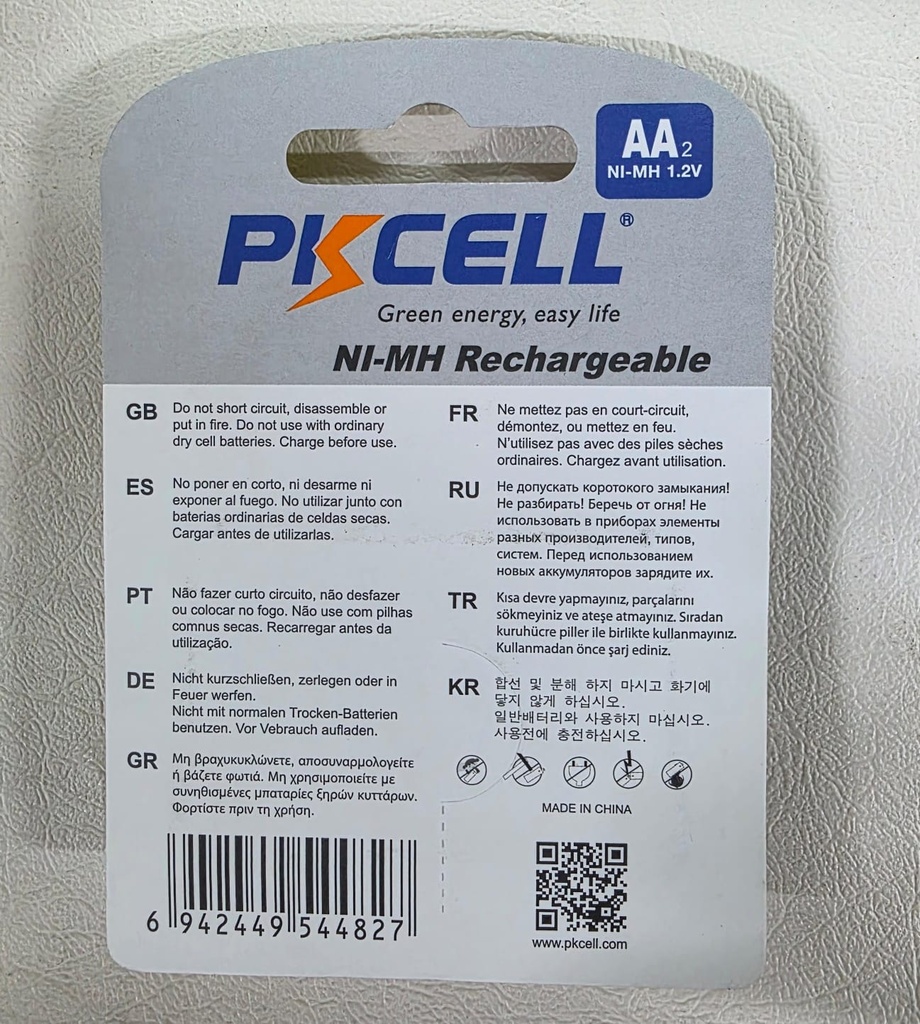 AA2
NI-MH 1.2V
PKCELL®
Green energy, easy life
NI-MH Rechargeable
GB
Do not short circuit, disassemble or
put in fire. Do not use with ordinary
dry cell batteries. Charge before use.
ES
No poner en corto, ni desarme ni
exponer al fuego. No utilizar junto con
baterias ordinarias de celdas secas.
Cargar antes de utilizarlas.
PT
Não fazer curto circuito, não desfazer
ou colocar no fogo. Não use com pilhas
comnus secas. Recarregar antes da
utilização.
DE
Nicht kurzschließen, zerlegen oder in
Feuer werfen.
Nicht mit normalen Trocken-Batterien
benutzen. Vor Vebrauch aufladen.
GR
Μη βραχυκυκλώνετε, αποσυναρμολογείτε
ή βάζετε φωτιά. Μη χρησιμοποιείτε με
συνηθισμένες μπαταρίες ξηρών κυττάρων.
Φορτίστε πριν τη χρήση.
FR
Ne mettez pas en court-circuit,
démontez, ou mettez en feu.
N'utilisez pas avec des piles sèches
ordinaires. Chargez avant utilisation.
RU
Не допускать коротокого замыкания!
Не разбирать! Беречь от огня! Не
использовать в приборах элементы
разных производителей, типов,
систем. Перед использованием
новых аккумуляторов зарядите их.
TR
Kısa devre yapmayınız, parçalarını
sökmeyiniz ve ateşe atmayınız. Sıradan
kuruhücre piller ile birlikte kullanmayınız.
Kullanmadan önce şarj ediniz.
KR
합선 및 분해 하지 마시고 화기에
닿지 않게 하십시오.
일반배터리와 사용하지 마십시오.
사용전에 충전하십시오.
MADE IN CHINA
6 942449 544827
www.pkcell.com